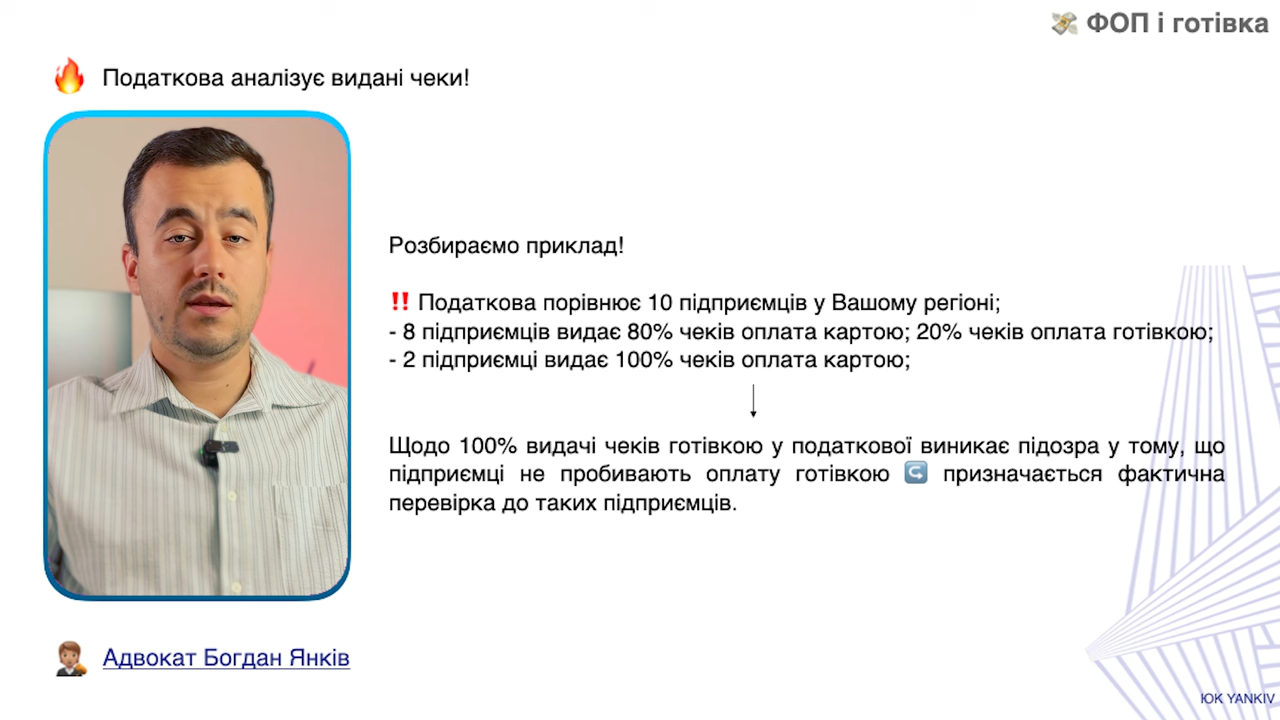 💸 ФОП і готівка
🔥 Податкова аналізує видані чеки!
Розбираємо приклад!
‼️ Податкова порівнює 10 підприємців у Вашому регіоні;
- 8 підприємців видає 80% чеків оплата картою; 20% чеків оплата готівкою;
- 2 підприємці видає 100% чеків оплата картою;
Щодо 100% видачі чеків готівкою у податкової виникає підозра у тому, що
підприємці не пробивають оплату готівкою ↪️ призначається фактична
перевірка до таких підприємців.
Адвокат Богдан Янків
ЮК YANKIV